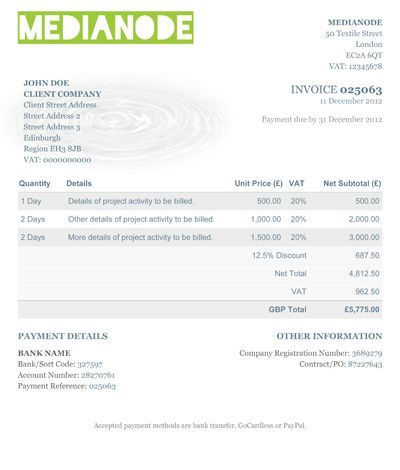 MEDIANODE
MEDIANODE
50 Textile Street
London
EC2A 6QT
VAT: 12345678
JOHN DOE
CLIENT COMPANY
Client Street Address
Street Address 2
Street Address 3
Edinburgh
Region EH3 8JB
VAT: 0000000000
INVOICE 025063
11 December 2012
Payment due by 31 December 2012
Quantity Details Unit Price (£) VAT Net Subtotal (£)
1 Day Details of project activity to be billed. 500.00 20% 500.00
2 Days Other details of project activity to be billed. 1,000.00 20% 2,000.00
2 Days More details of project activity to be billed. 1,500.00 20% 3,000.00
12.5% Discount 687.50
Net Total 4,812.50
VAT 962.50
GBP Total £5,775.00
PAYMENT DETAILS
BANK NAME
Bank/Sort Code: 327597
Account Number: 28270761
Payment Reference: 025063
OTHER INFORMATION
Company Registration Number: 3689279
Contract/PO: 87227643
Accepted payment methods are bank transfer, GoCardless or PayPal.